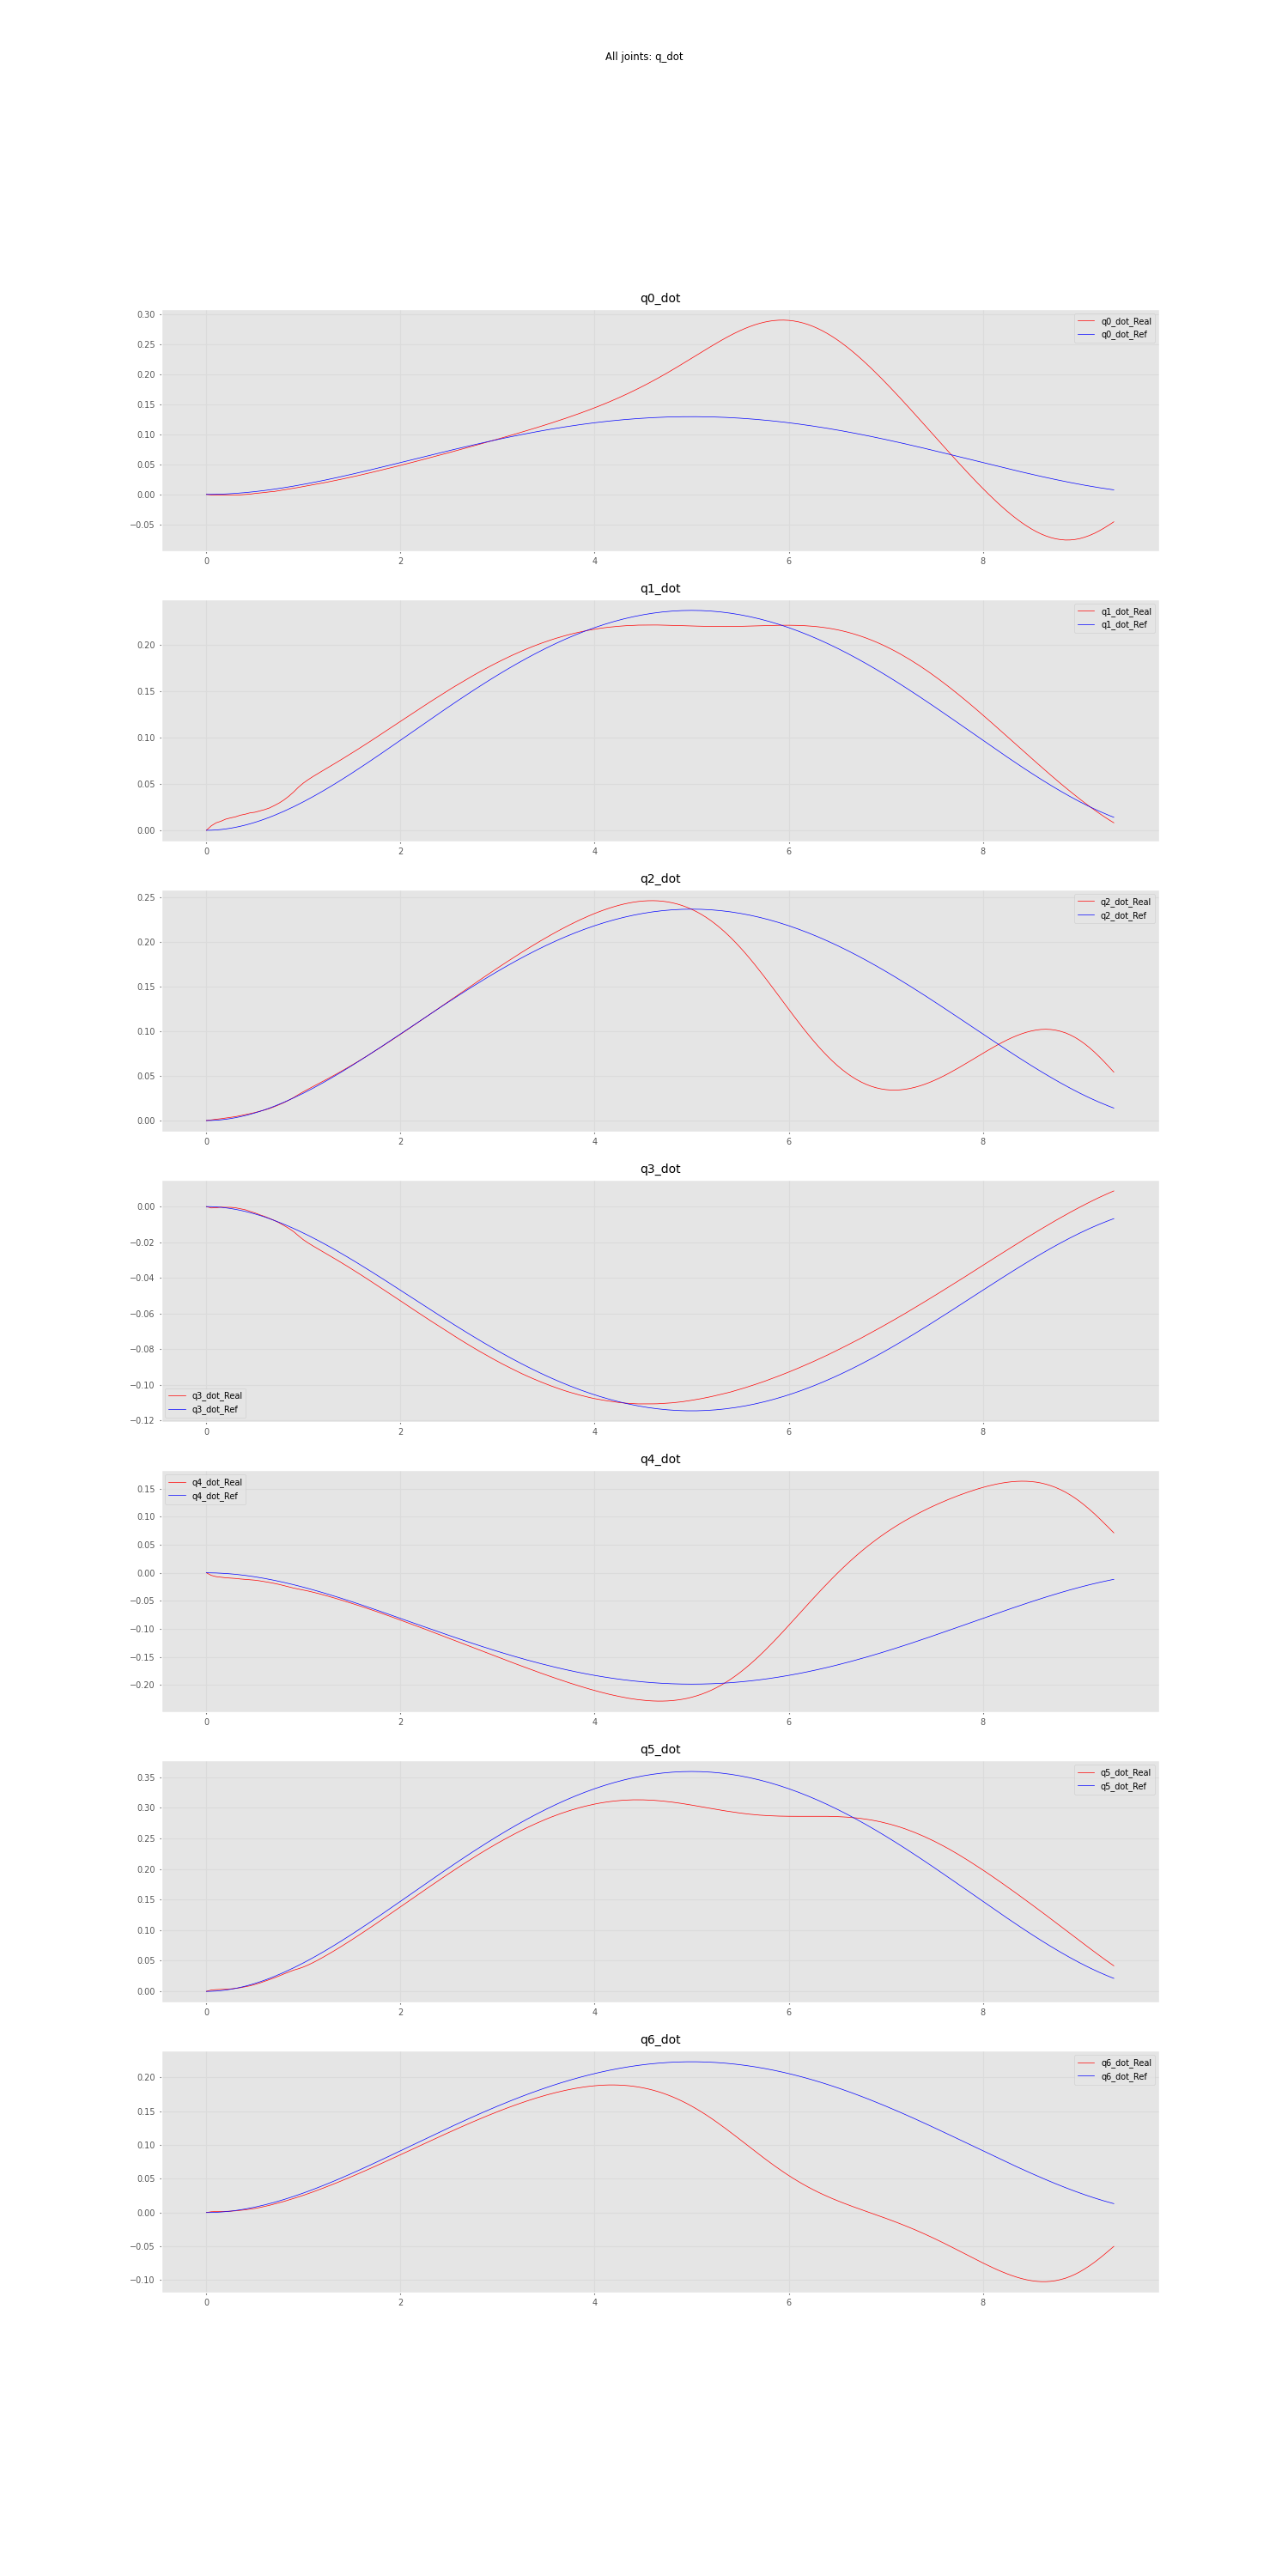 All joints: q_dot
q0_dot
0.30
0.25
0.20
0.15
0.10
0.05
0.00
−0.05
q0_dot_Real
q0_dot_Ref
0 2 4 6 8
q1_dot
0.20
0.15
0.10
0.05
0.00
q1_dot_Real
q1_dot_Ref
0 2 4 6 8
q2_dot
0.25
0.20
0.15
0.10
0.05
0.00
q2_dot_Real
q2_dot_Ref
0 2 4 6 8
q3_dot
0.00
−0.02
−0.04
−0.06
−0.08
−0.10
−0.12
q3_dot_Real
q3_dot_Ref
0 2 4 6 8
q4_dot
0.15
0.10
0.05
0.00
−0.05
−0.10
−0.15
−0.20
q4_dot_Real
q4_dot_Ref
0 2 4 6 8
q5_dot
0.35
0.30
0.25
0.20
0.15
0.10
0.05
0.00
q5_dot_Real
q5_dot_Ref
0 2 4 6 8
q6_dot
0.20
0.15
0.10
0.05
0.00
−0.05
−0.10
q6_dot_Real
q6_dot_Ref
0 2 4 6 8